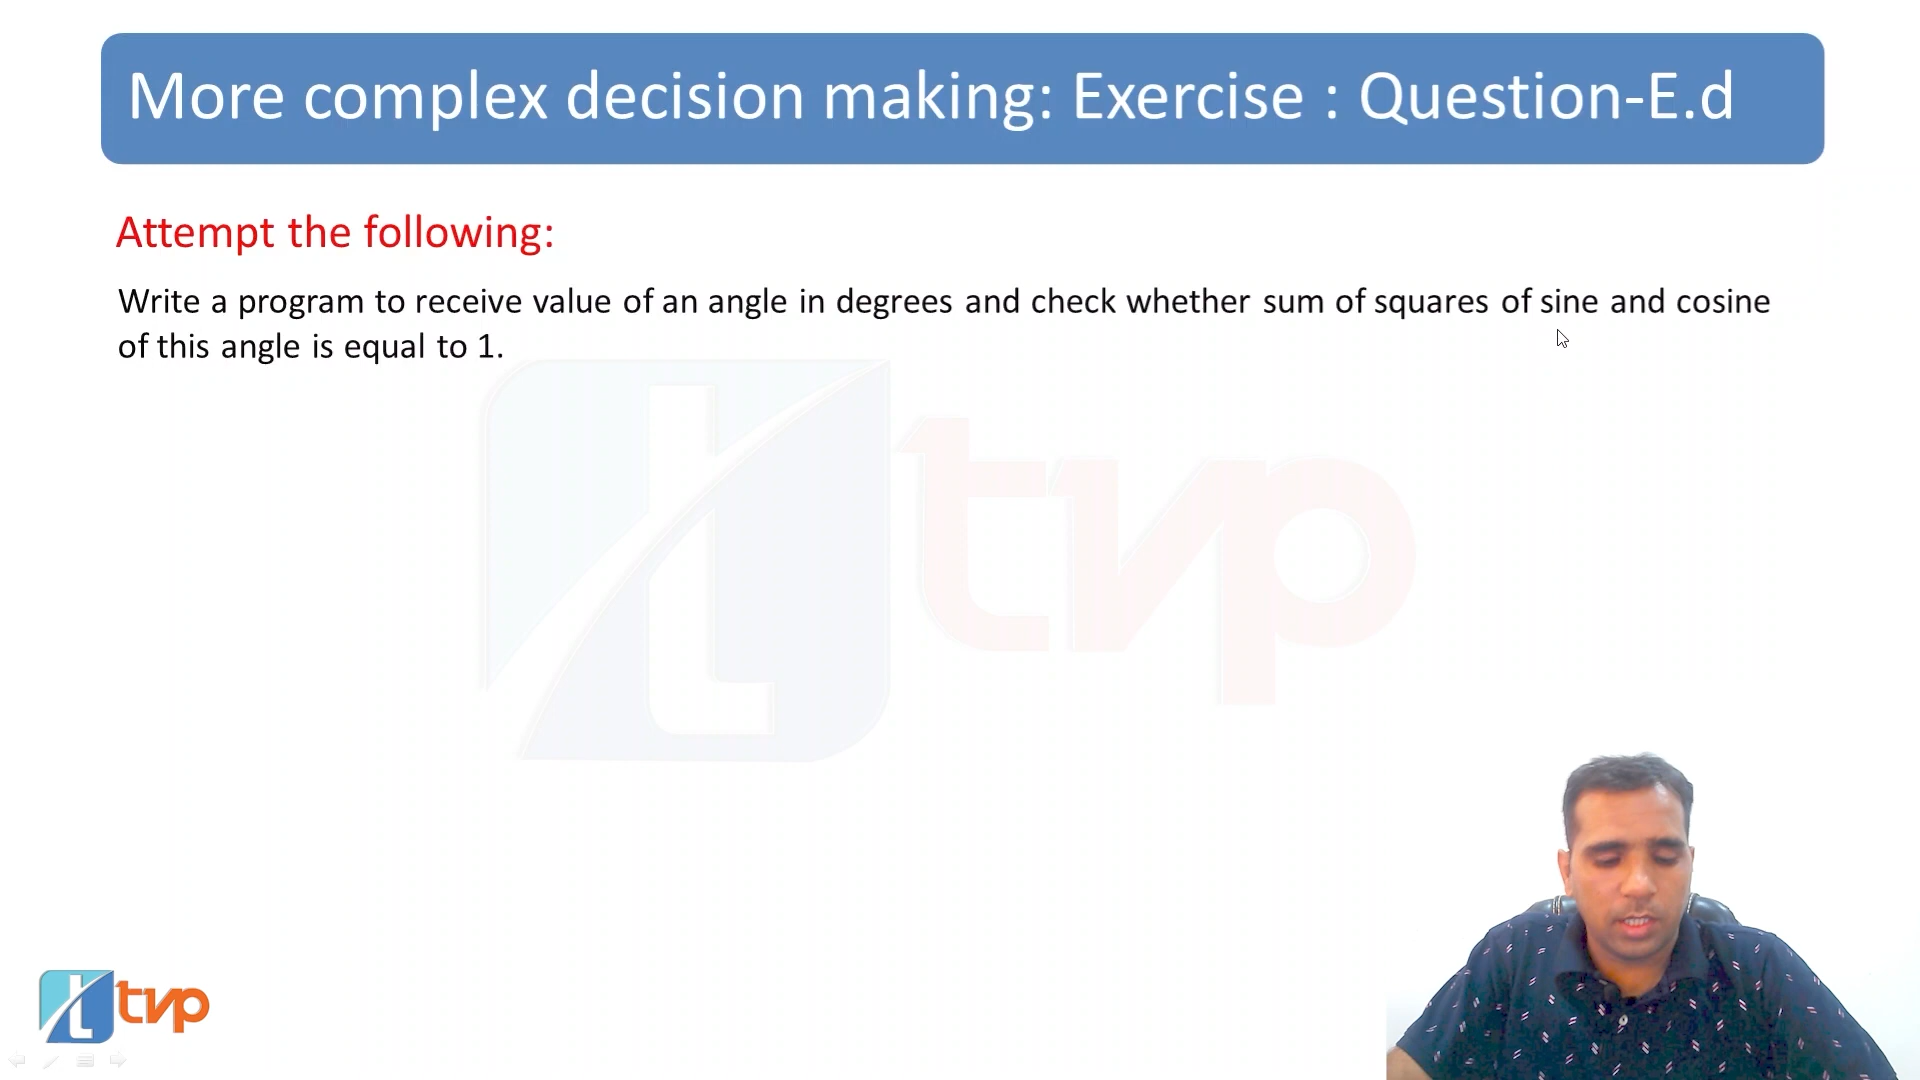 More complex decision making: Exercise : Question-E.d
Attempt the following:
Write a program to receive value of an angle in degrees and check whether sum of squares of sine and cosine
of this angle is equal to 1.
t tvp
t tvp